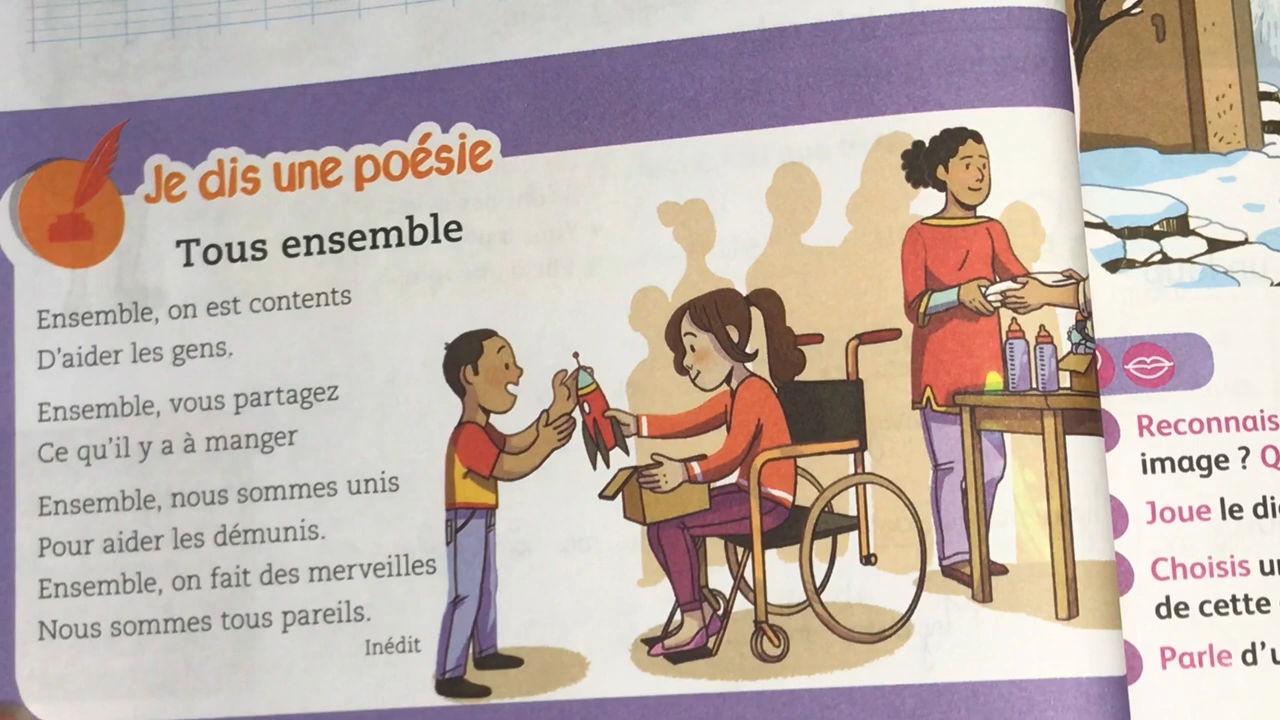 Je dis une poésie
Tous ensemble
Ensemble, on est contents
D'aider les gens.
Ensemble, vous partagez
Ce qu'il y a à manger
Ensemble, nous sommes unis
Pour aider les démunis.
Ensemble, on fait des merveilles
Nous sommes tous pareils.
Inédit
Reconnais
image ? Q
Joue le di
Choisis u
de cette
Parle d'u